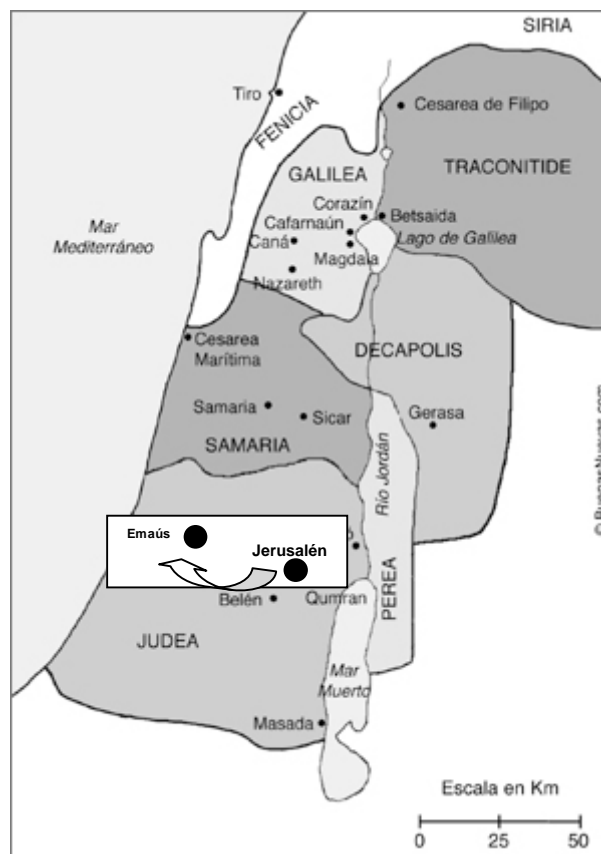 SIRIA
Tiro
Cesarea de Filipo
FENICIA
TRACONITIDE
GALILEA
Corazín
Betsaida
Cafarnaún
Lago de Galilea
Mar
Mediterráneo
Caná
Magdala
Nazareth
Cesarea
Marítima
DECAPOLIS
Samaria
Sicar
Gerasa
SAMARIA
Río Jordán
PEREA
Emaús
Jerusalén
Belén
Qumran
JUDEA
Mar
Muerto
Masada
Escala en Km
0 25 50